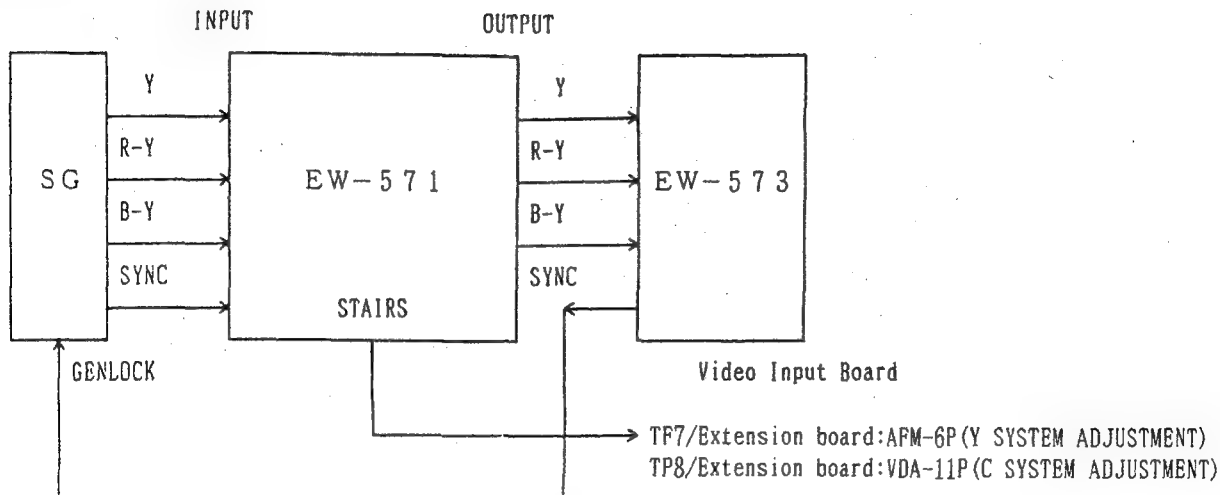 INPUT
OUTPUT
Y
Y
R-Y
R-Y
SG
EW-571
EW-573
B-Y
B-Y
SYNC
SYNC
STAIRS
GENLOCK
Video Input Board
TF7/Extension board:AFM-6P(Y SYSTEM ADJUSTMENT)
TP8/Extension board:VDA-11P(C SYSTEM ADJUSTMENT)